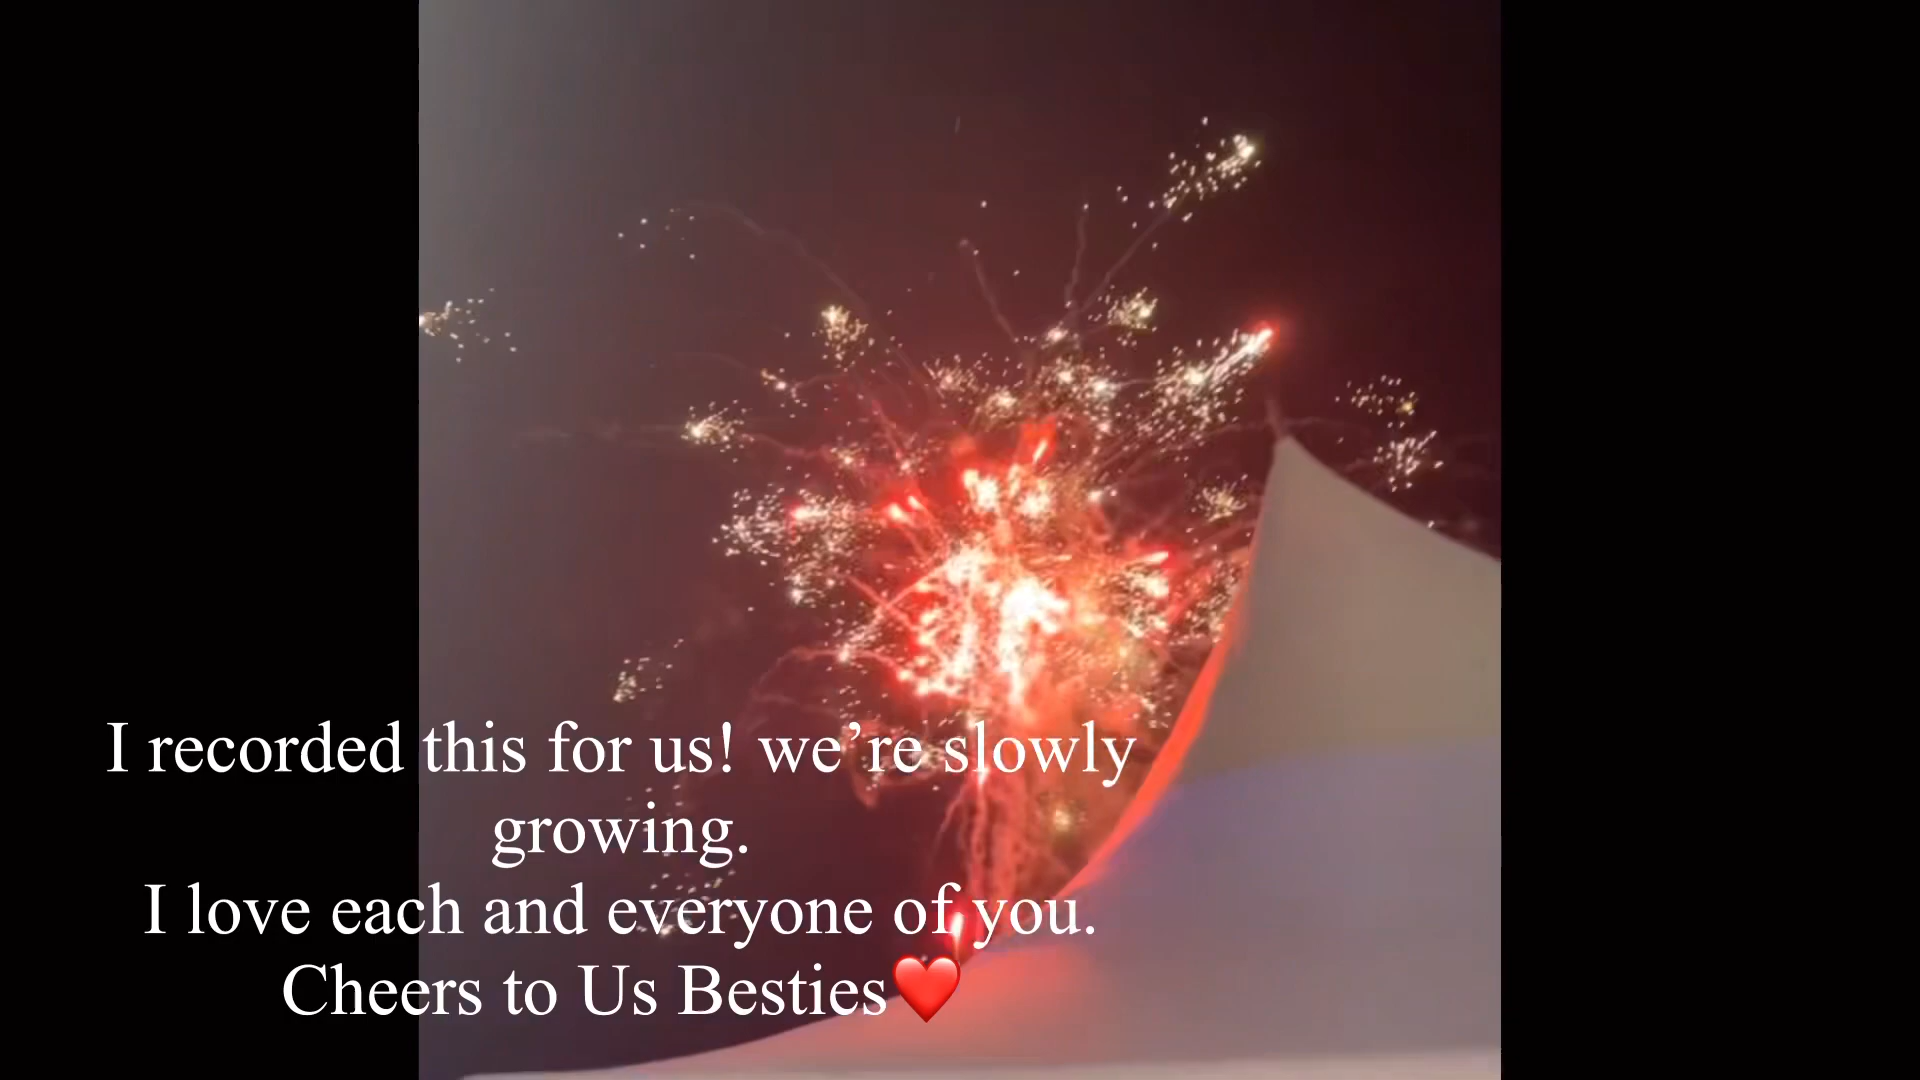 I recorded this for us! we’re slowly
growing.
I love each and everyone of you.
Cheers to Us Besties❤️